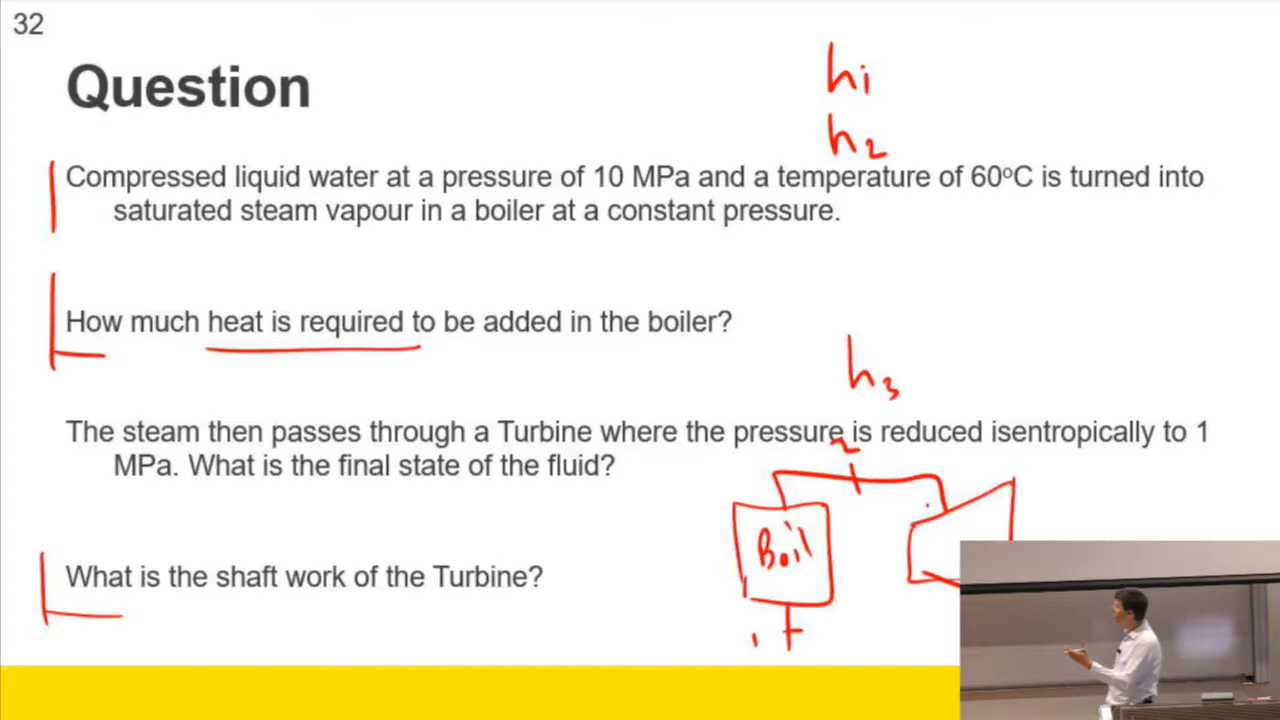 32
Question
h1
h2
Compressed liquid water at a pressure of 10 MPa and a temperature of 60°C is turned into
saturated steam vapour in a boiler at a constant pressure.
How much heat is required to be added in the boiler?
h3
The steam then passes through a Turbine where the pressure is reduced isentropically to 1
MPa. What is the final state of the fluid?
2
Boil
What is the shaft work of the Turbine?
1